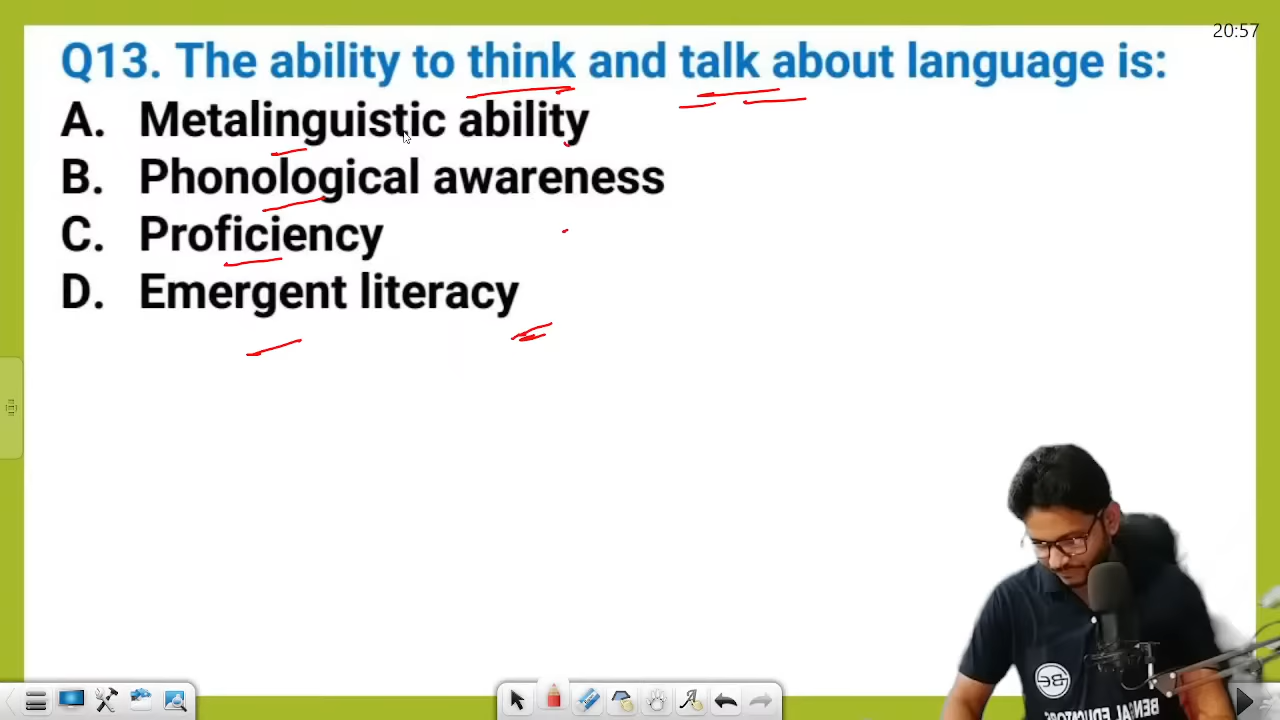 20:57
Q13. The ability to think and talk about language is:
A. Metalinguistic ability
B. Phonological awareness
C. Proficiency
D. Emergent literacy